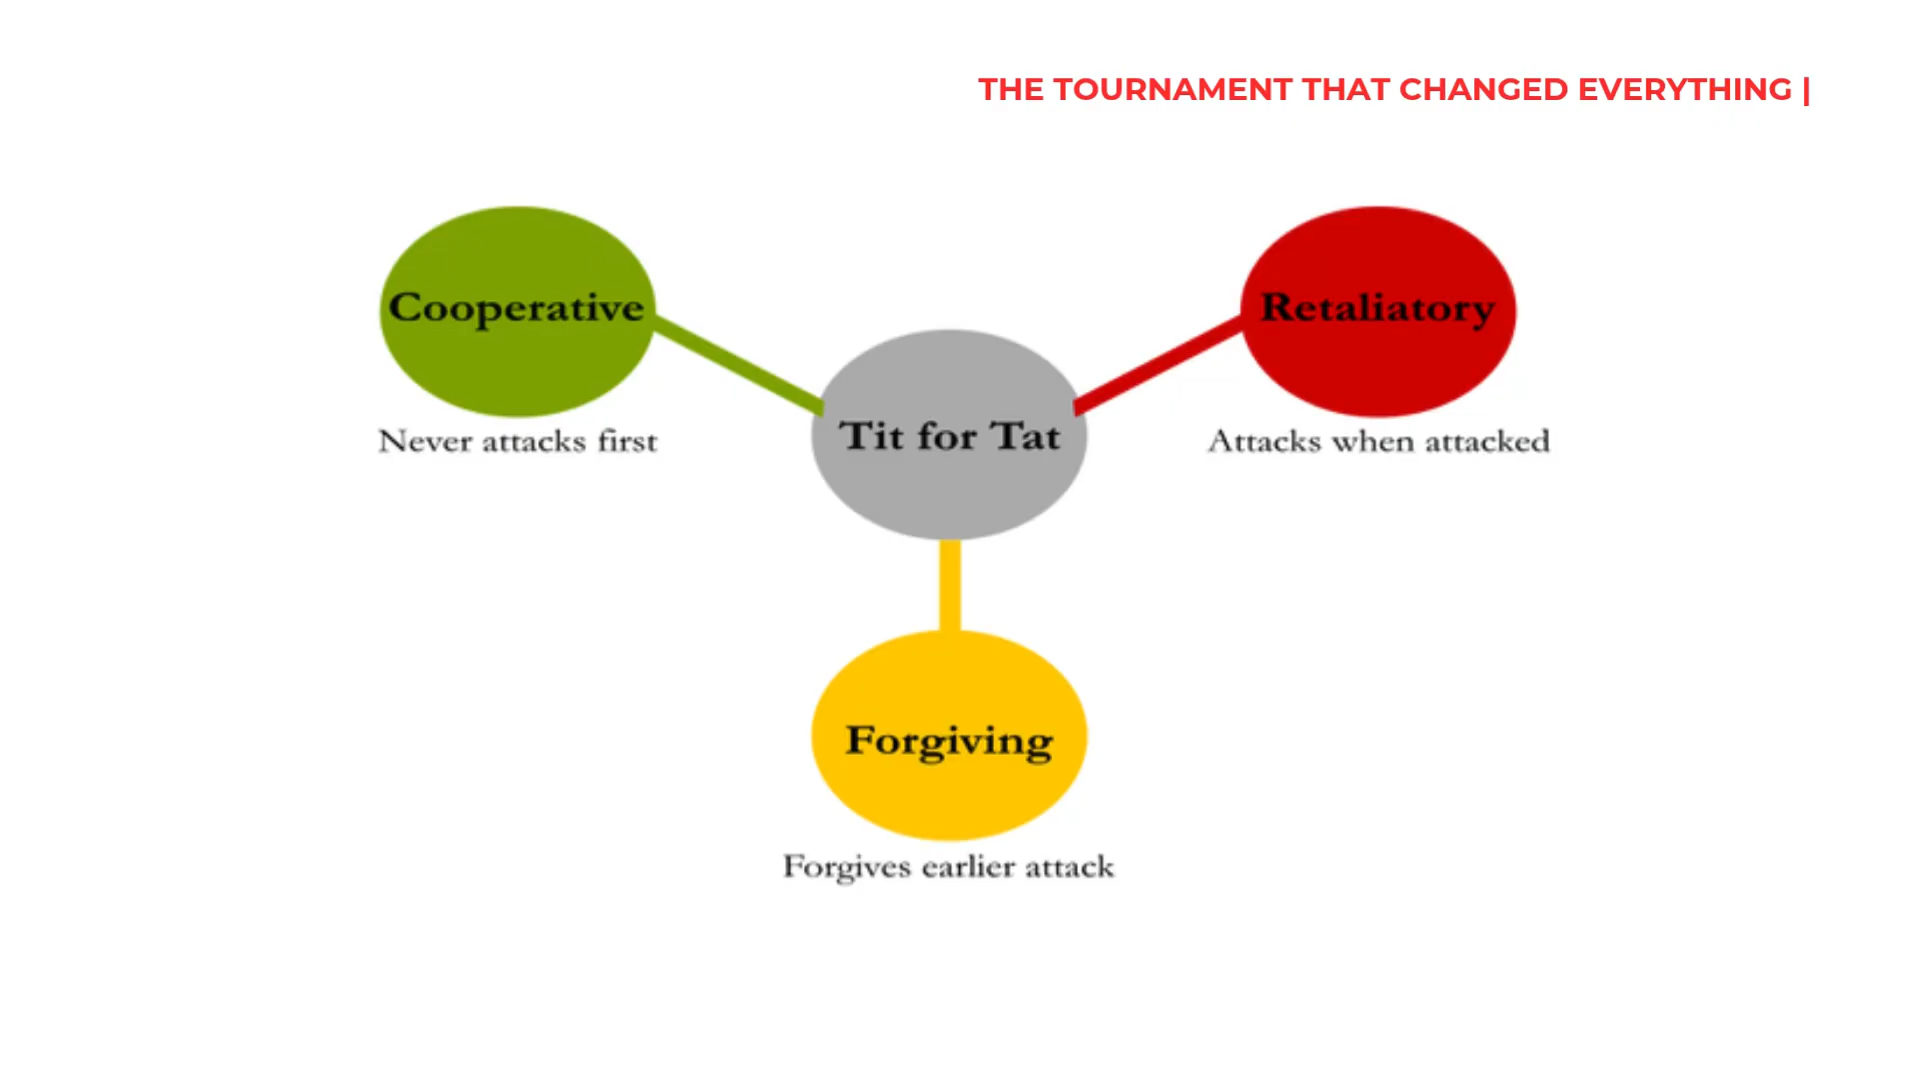 THE TOURNAMENT THAT CHANGED EVERYTHING |
Cooperative
Never attacks first
Retaliatory
Attacks when attacked
Tit for Tat
Forgiving
Forgives earlier attack